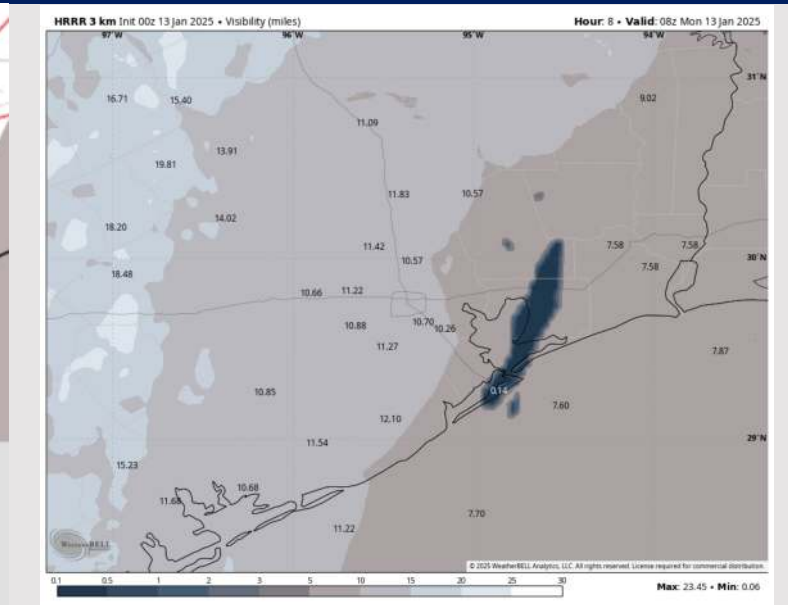 HRRR 3 km Init 00z 13 Jan 2025 • Visibility (miles) Hour: 8 • Valid: 08z Mon 13 Jan 2025
97°W 96°W 95°W 94°W
31°N
16.71 15.40 9.02
11.09
13.91
19.81
11.83 10.57
14.02
18.20
11.42 7.58 7.58
10.57 30°N
7.58
18.48
10.66 11.22
10.88 10.70 10.26
11.27 7.87
10.85 0.14
7.60
12.10
11.54 29°N
15.23
10.68
11.68
7.70
11.22
WeatherBELL
© 2025 WeatherBELL Analytics, LLC. All rights reserved. License required for commercial distribution.
0.1 0.5 1 2 3 5 10 15 20 25 30
Max: 23.45 • Min: 0.06